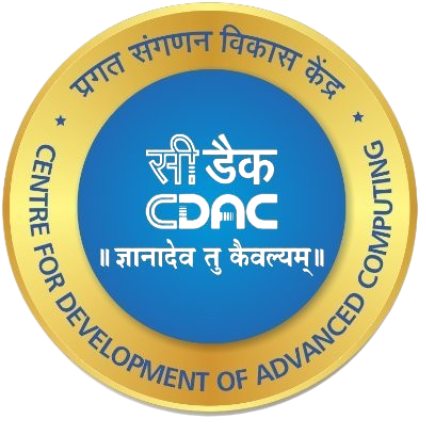 प्रगत संगणन विकास केंद्र
सी डैक
CDAC
॥ ज्ञानादेव तु कैवल्यम्॥
CENTRE FOR DEVELOPMENT OF ADVANCED COMPUTING